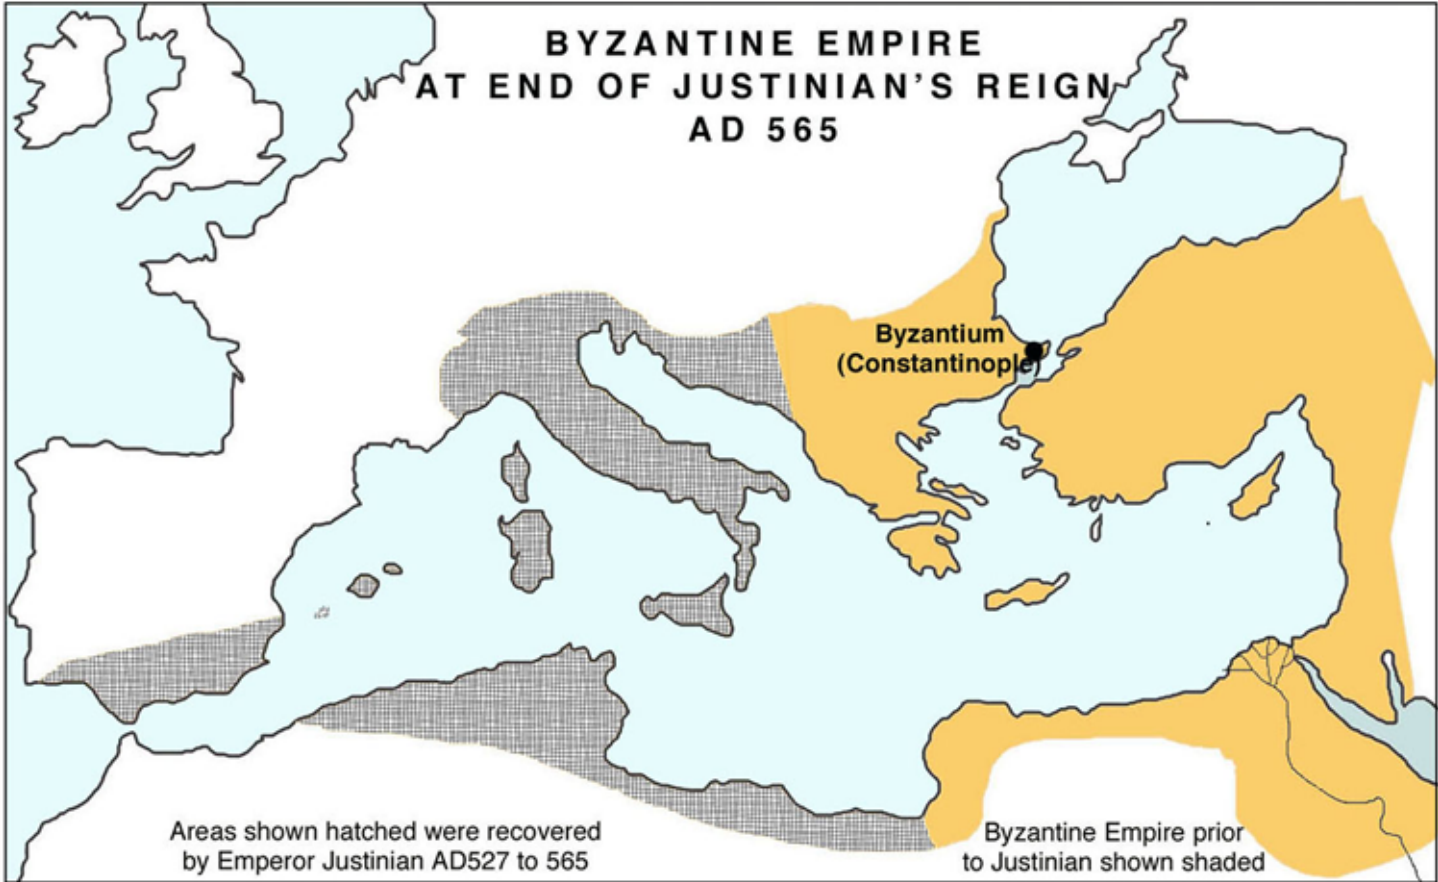 BYZANTINE EMPIRE
AT END OF JUSTINIAN'S REIGN
AD 565
Byzantium
(Constantinople)
Areas shown hatched were recovered
by Emperor Justinian AD527 to 565
Byzantine Empire prior
to Justinian shown shaded